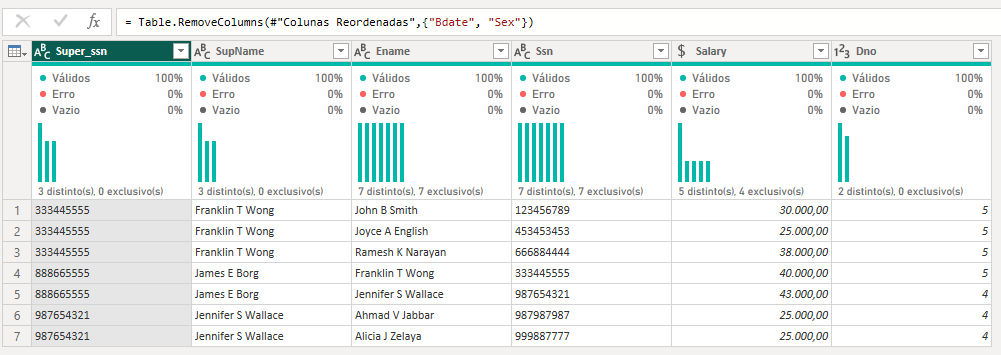 = Table.RemoveColumns(#"Colunas Reordenadas",{"Bdate", "Sex"})
ABC Super_ssn ABC SupName ABC Ename ABC Ssn $ Salary 123 Dno
Válidos 100% Válidos 100% Válidos 100% Válidos 100% Válidos 100% Válidos 100%
Erro 0% Erro 0% Erro 0% Erro 0% Erro 0% Erro 0%
Vazio 0% Vazio 0% Vazio 0% Vazio 0% Vazio 0% Vazio 0%
3 distinto(s), 0 exclusivo(s) 3 distinto(s), 0 exclusivo(s) 7 distinto(s), 7 exclusivo(s) 7 distinto(s), 7 exclusivo(s) 5 distinto(s), 4 exclusivo(s) 2 distinto(s), 0 exclusivo(s)
1 333445555 Franklin T Wong John B Smith 123456789 30.000,00 5
2 333445555 Franklin T Wong Joyce A English 453453453 25.000,00 5
3 333445555 Franklin T Wong Ramesh K Narayan 666884444 38.000,00 5
4 888665555 James E Borg Franklin T Wong 333445555 40.000,00 5
5 888665555 James E Borg Jennifer S Wallace 987654321 43.000,00 4
6 987654321 Jennifer S Wallace Ahmad V Jabbar 987987987 25.000,00 4
7 987654321 Jennifer S Wallace Alicia J Zelaya 999887777 25.000,00 4